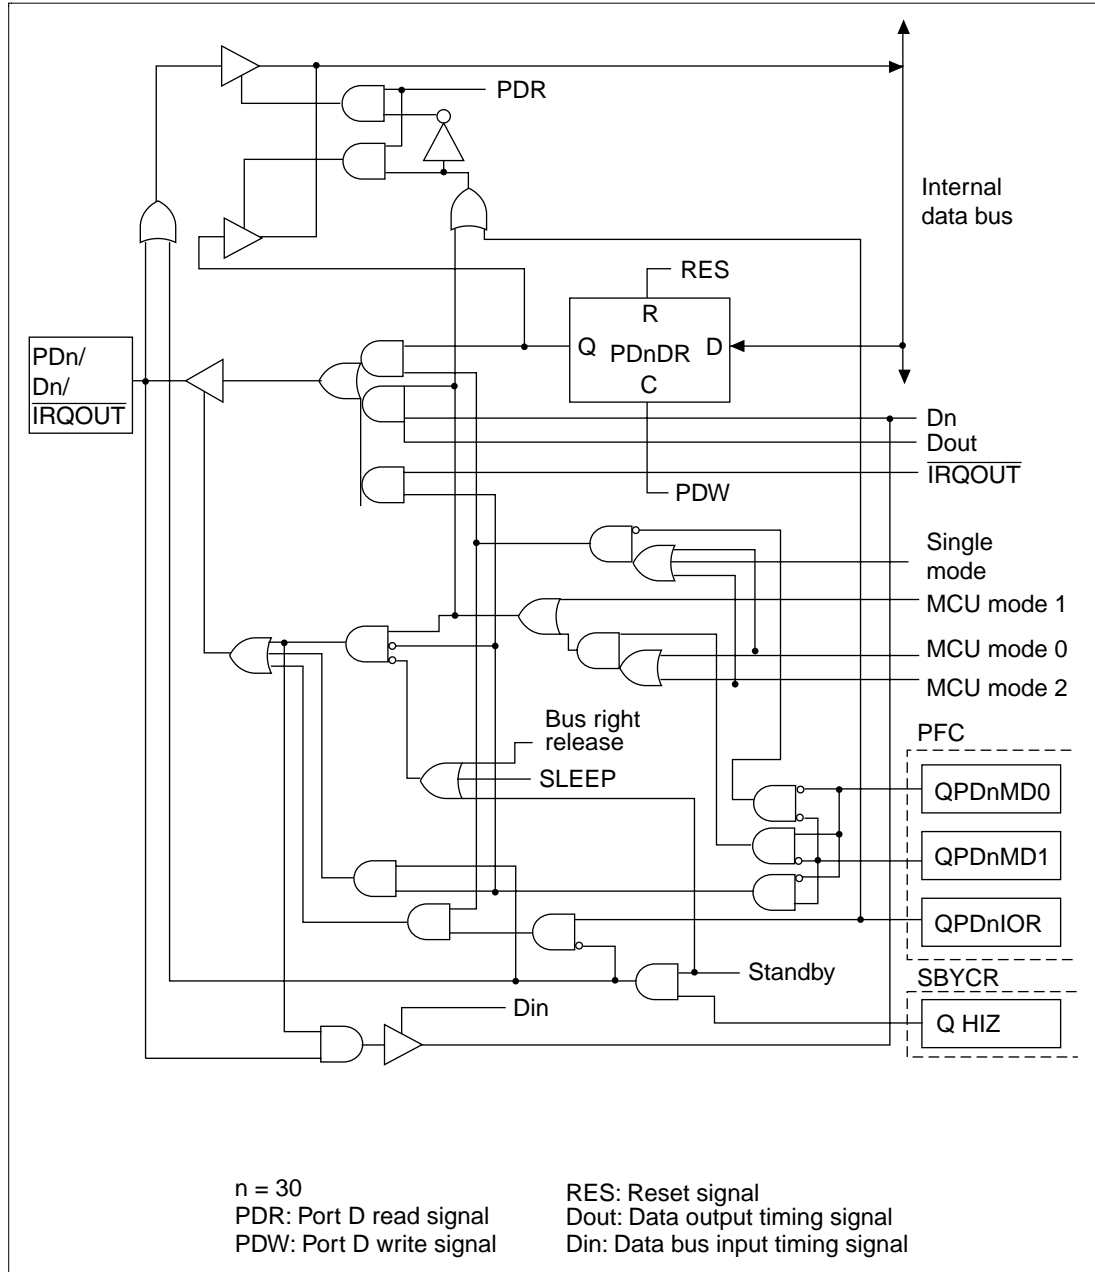 PDR
Internal
data bus
RES
R
Q
PDnDR
D
C
PDn/
Dn/
IRQOUT
Dn
Dout
IRQOUT
PDW
Single
mode
MCU mode 1
MCU mode 0
MCU mode 2
Bus right
release
SLEEP
PFC
QPDnMD0
QPDnMD1
QPDnIOR
Standby
SBYCR
Q HIZ
Din
n = 30
PDR: Port D read signal
PDW: Port D write signal
RES: Reset signal
Dout: Data output timing signal
Din: Data bus input timing signal